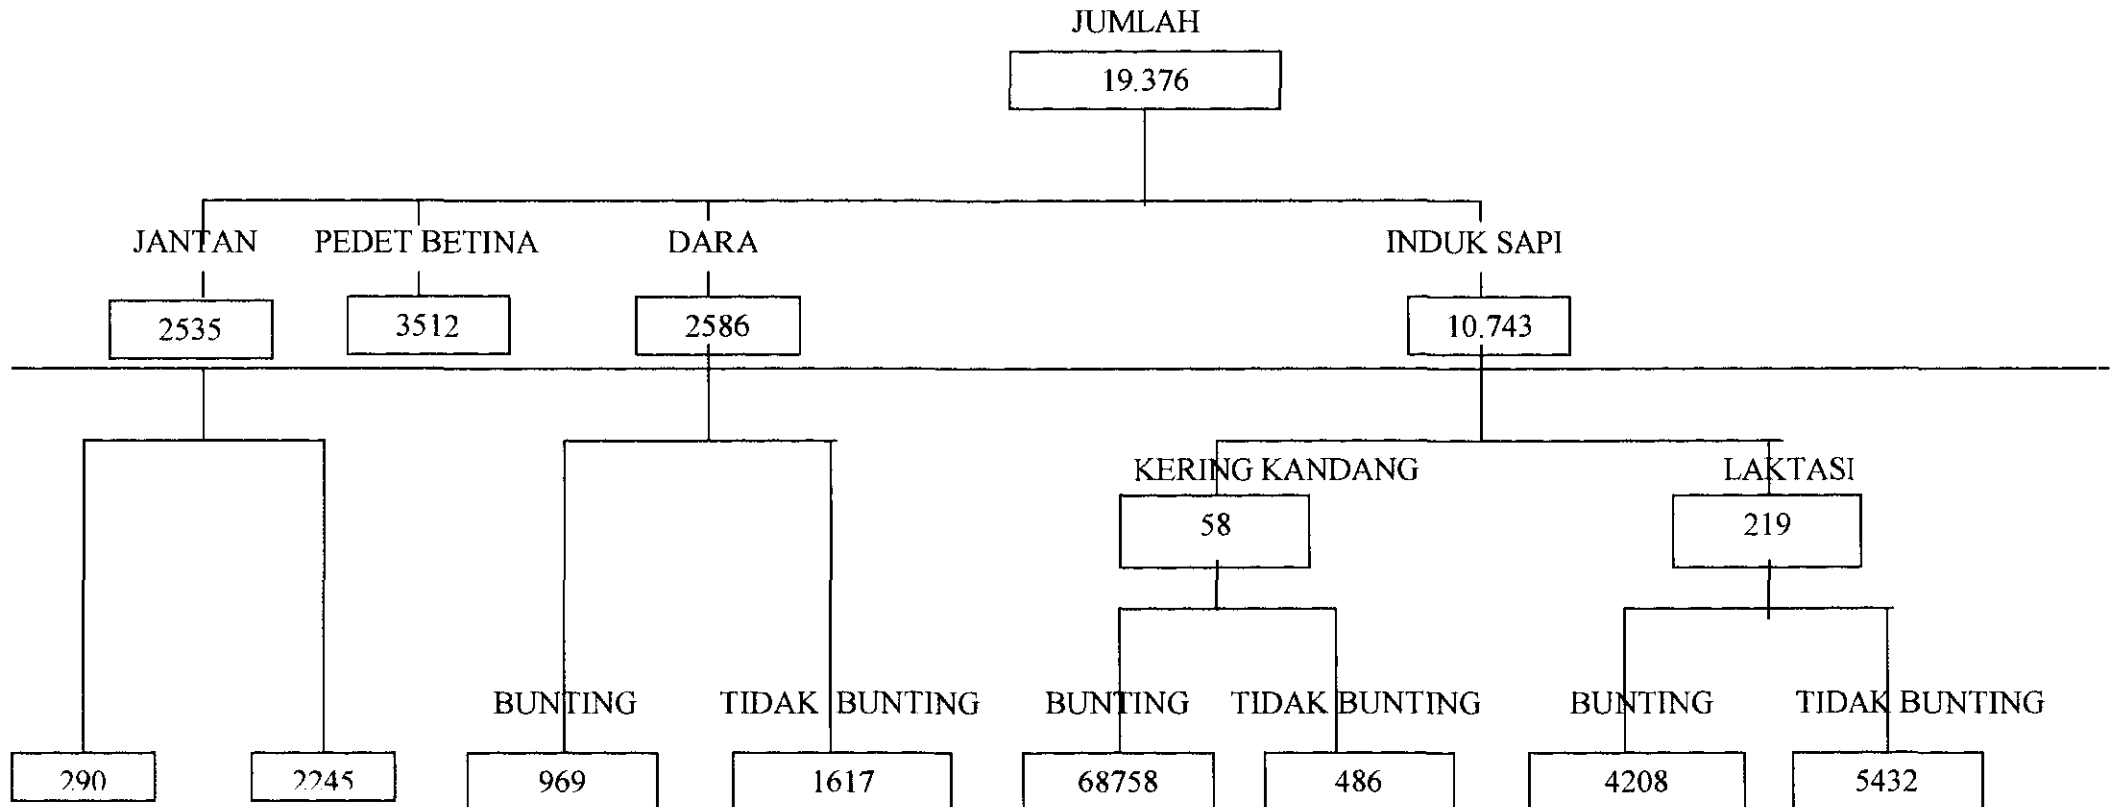 JUMLAH
19.376
JANTAN PEDET BETINA DARA INDUK SAPI
2535 3512 2586 10.743
KERING KANDANG LAKTASI
58 219
BUNTING TIDAK BUNTING BUNTING TIDAK BUNTING BUNTING TIDAK BUNTING
290 2245 969 1617 68758 486 4208 5432